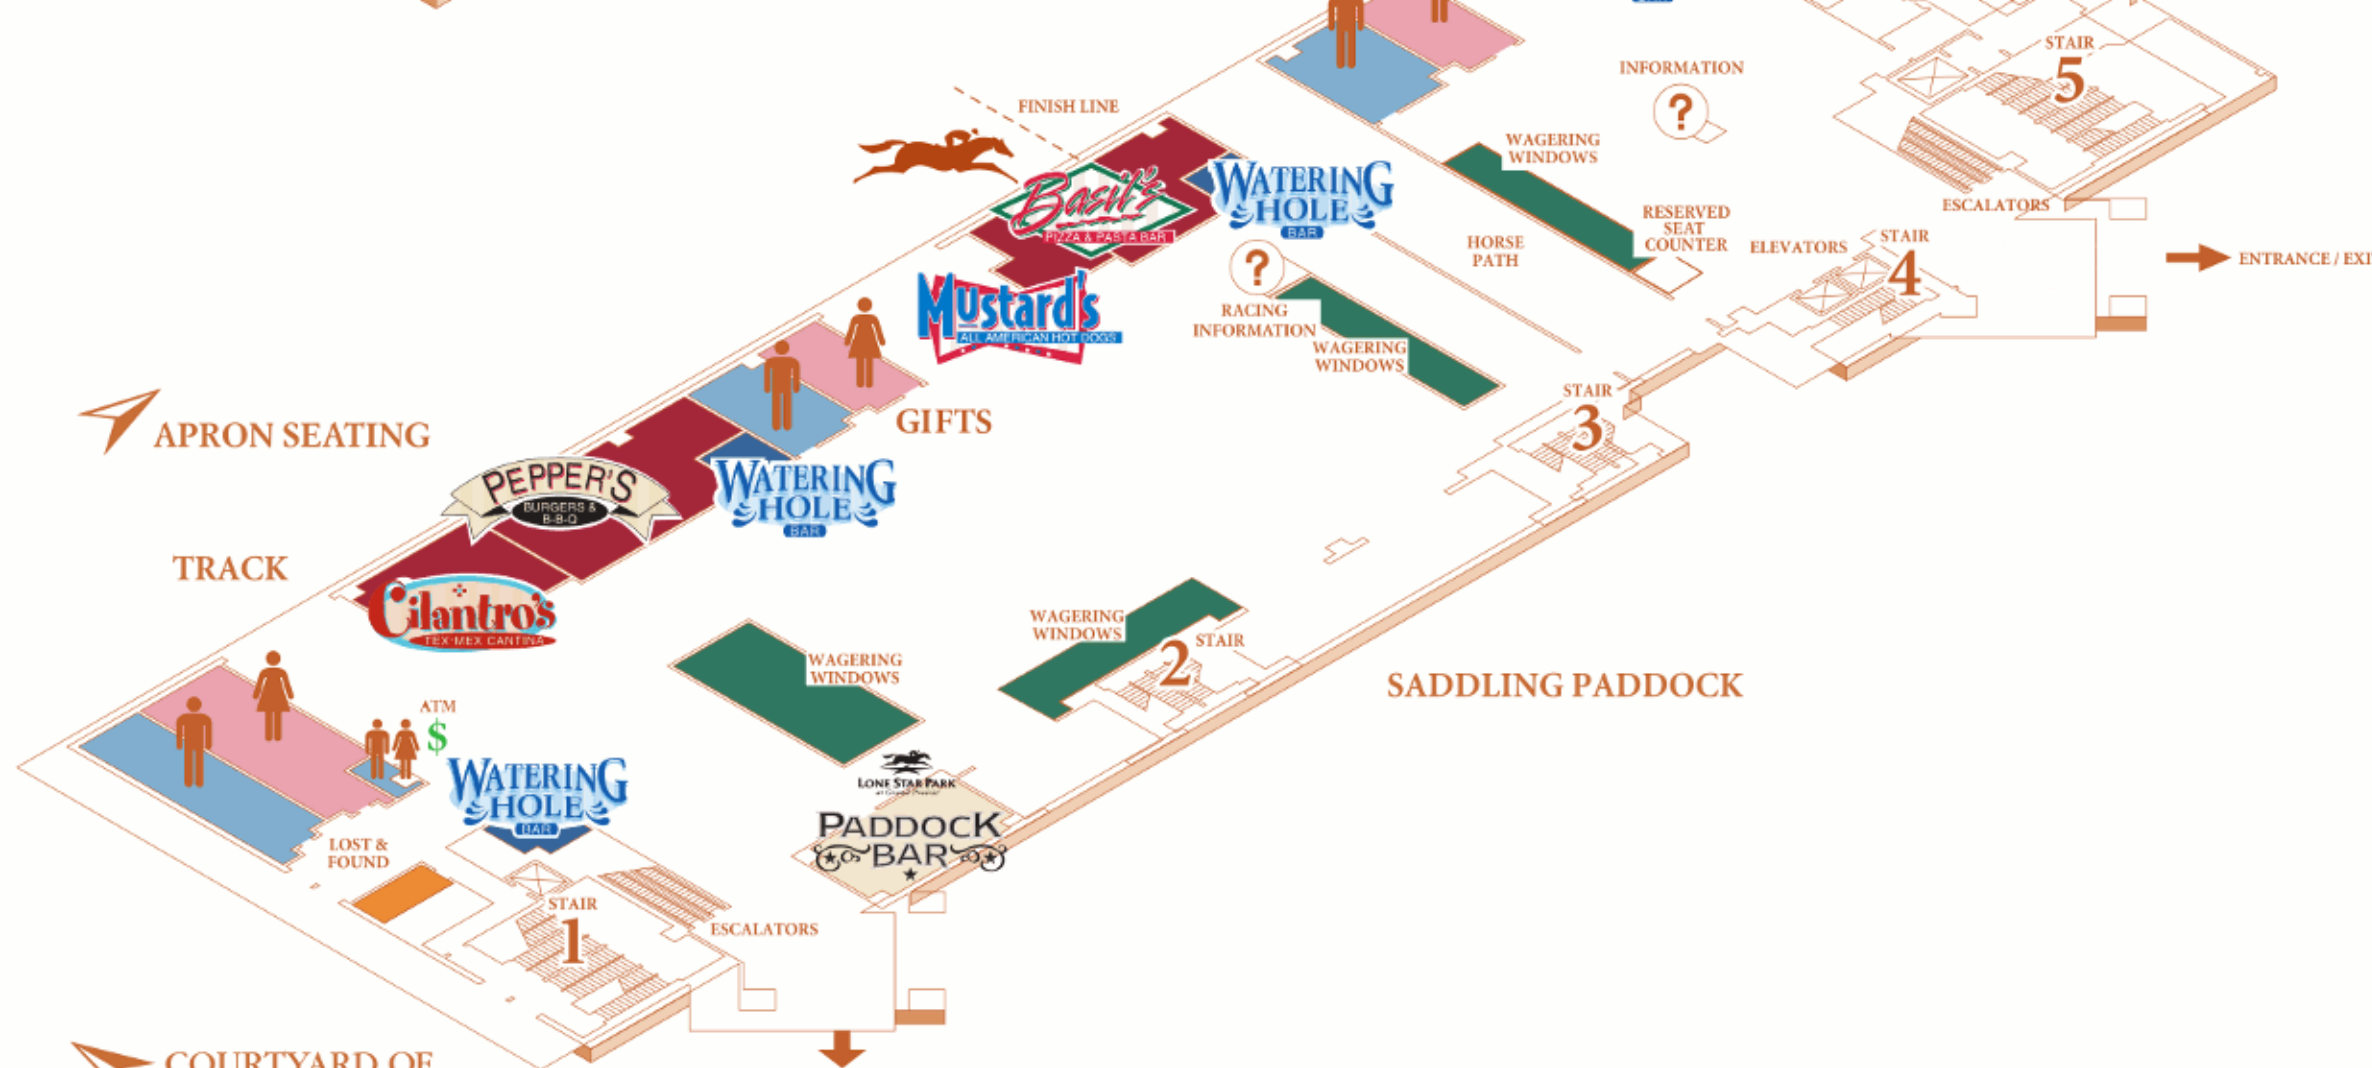 STAIR
5
INFORMATION
?
FINISH LINE
WAGERING
WINDOWS
Basil's
PIZZA & PASTA BAR
WATERING
HOLE
BAR
RESERVED
SEAT
COUNTER
ESCALATORS
HORSE
PATH
ELEVATORS
STAIR
4
ENTRANCE / EXI
?
RACING
INFORMATION
WAGERING
WINDOWS
Mustard's
ALL AMERICAN HOT DOGS
STAIR
3
APRON SEATING
GIFTS
PEPPER'S
BURGERS &
B-B-Q
WATERING
HOLE
BAR
TRACK
Cilantro's
TEX-MEX CANTINA
WAGERING
WINDOWS
WAGERING
WINDOWS
STAIR
2
SADDLING PADDOCK
ATM
$
WATERING
HOLE
BAR
LONE STAR PARK
PADDOCK
BAR
LOST &
FOUND
STAIR
1
ESCALATORS
COURTYARD OF